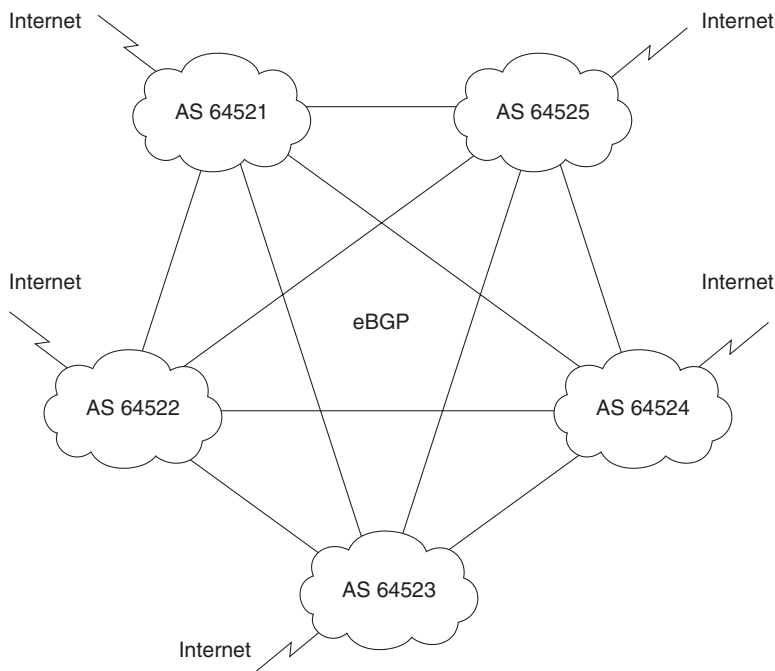 Internet
Internet
AS 64521
AS 64525
Internet
Internet
eBGP
AS 64522
AS 64524
AS 64523
Internet